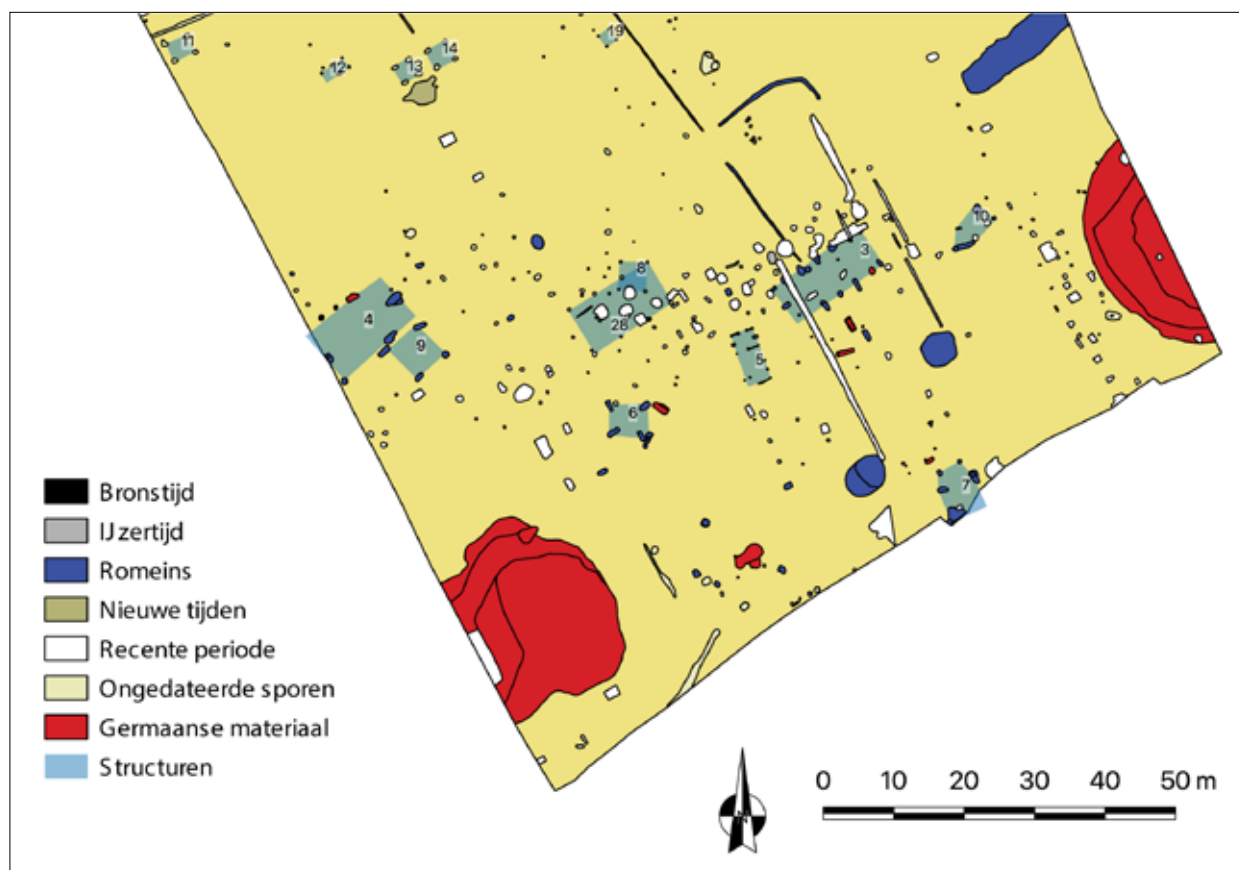 11
12
13
14
19
10
3
8
4
28
9
5
6
7
Bronstijd
IJzertijd
Romeins
Nieuwe tijden
Recente periode
Ongedateerde sporen
Germaanse materiaal
Structuren
N
0 10 20 30 40 50 m